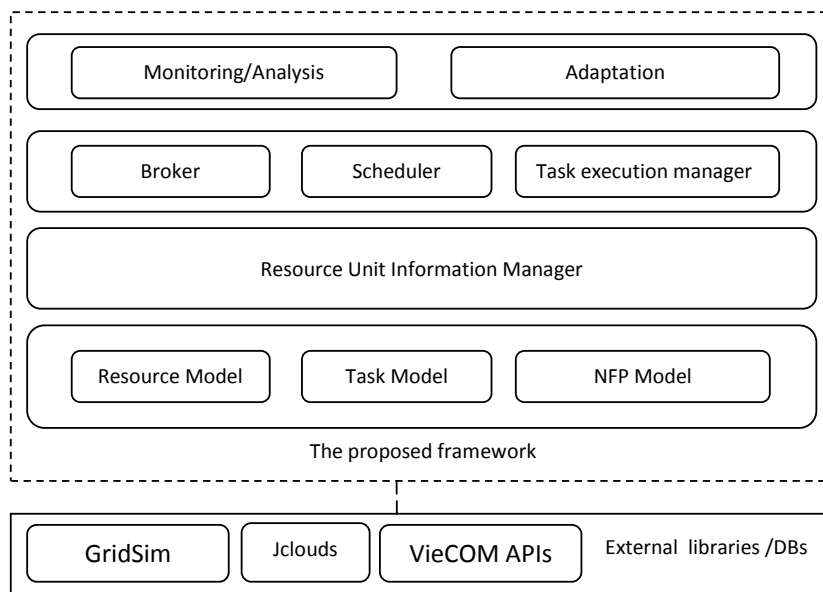 Monitoring/Analysis
Adaptation
Broker
Scheduler
Task execution manager
Resource Unit Information Manager
Resource Model
Task Model
NFP Model
The proposed framework
GridSim
Jclouds
VieCOM APIs
External libraries /DBs